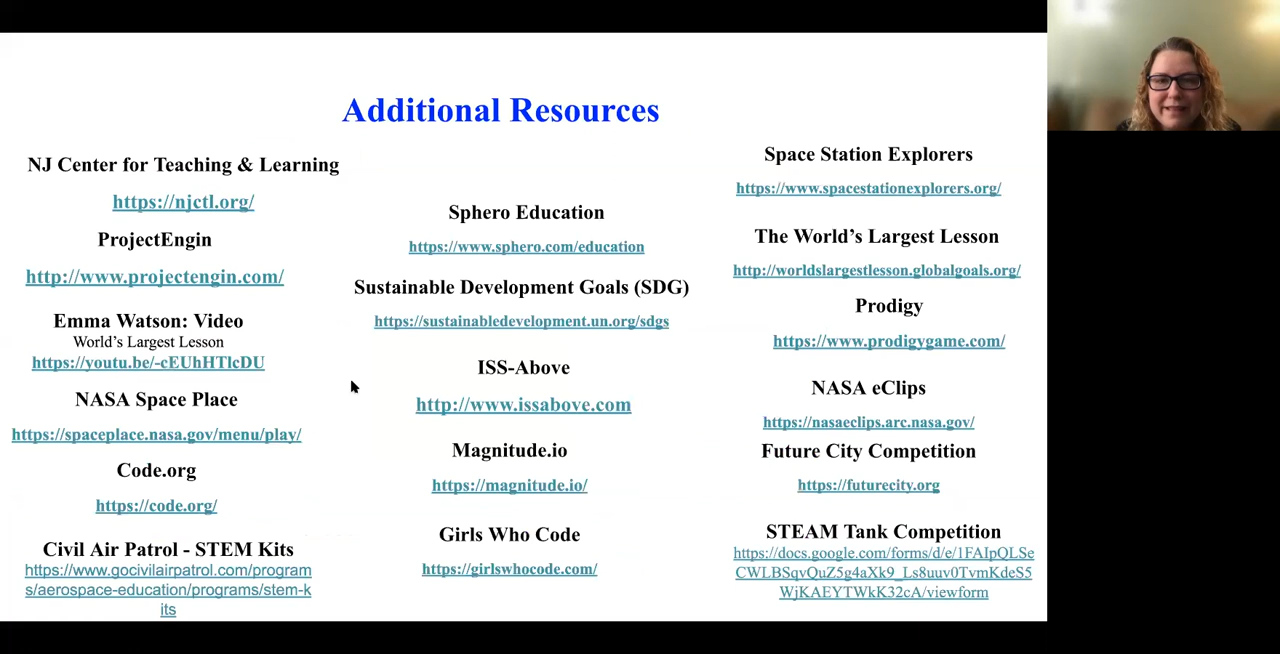 Additional Resources
NJ Center for Teaching & Learning
https://njctl.org/
ProjectEngin
http://www.projectengin.com/
Emma Watson: Video
World's Largest Lesson
https://youtu.be/-cEUhHTlcDU
NASA Space Place
https://spaceplace.nasa.gov/menu/play/
Code.org
https://code.org/
Civil Air Patrol - STEM Kits
https://www.gocivilairpatrol.com/program
s/aerospace-education/programs/stem-k
its
Sphero Education
https://www.sphero.com/education
Sustainable Development Goals (SDG)
https://sustainabledevelopment.un.org/sdgs
ISS-Above
http://www.issabove.com
Magnitude.io
https://magnitude.io/
Girls Who Code
https://girlswhocode.com/
Space Station Explorers
https://www.spacestationexplorers.org/
The World's Largest Lesson
http://worldslargestlesson.globalgoals.org/
Prodigy
https://www.prodigygame.com/
NASA eClips
https://nasaeclips.arc.nasa.gov/
Future City Competition
https://futurecity.org
STEAM Tank Competition
https://docs.google.com/forms/d/e/1FAIpQLSe
CWLBSqvQuZ5g4aXk9_Ls8uuv0TvmKdeS5
WjKAEYTWkK32cA/viewform